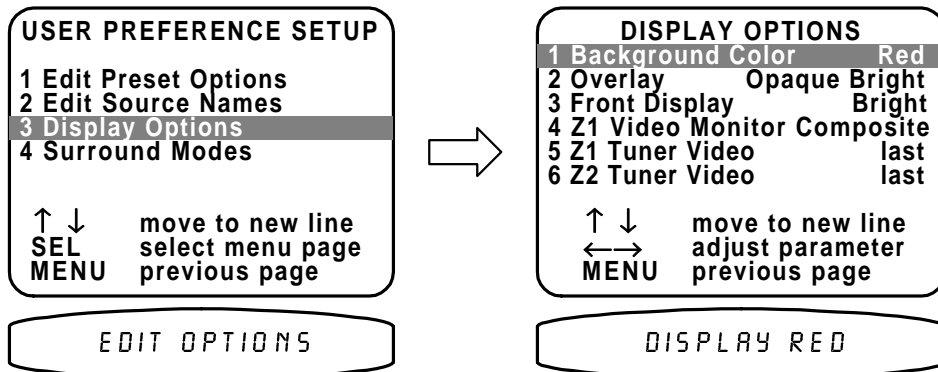 USER PREFERENCE SETUP
1 Edit Preset Options
2 Edit Source Names
3 Display Options
4 Surround Modes
↑ ↓ move to new line
SEL select menu page
MENU previous page
EDIT OPTIONS
DISPLAY OPTIONS
1 Background Color Red
2 Overlay Opaque Bright
3 Front Display Bright
4 Z1 Video Monitor Composite
5 Z1 Tuner Video last
6 Z2 Tuner Video last
↑ ↓ move to new line
←→ adjust parameter
MENU previous page
DISPLAY RED